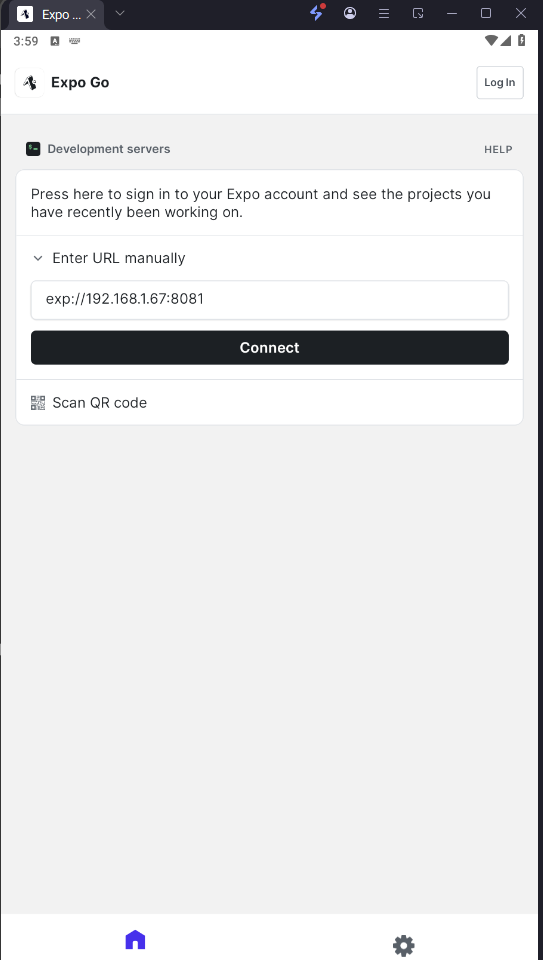 Expo ...
3:59
Expo Go
Log In
Development servers
HELP
Press here to sign in to your Expo account and see the projects you
have recently been working on.
Enter URL manually
exp://192.168.1.67:8081
Connect
Scan QR code